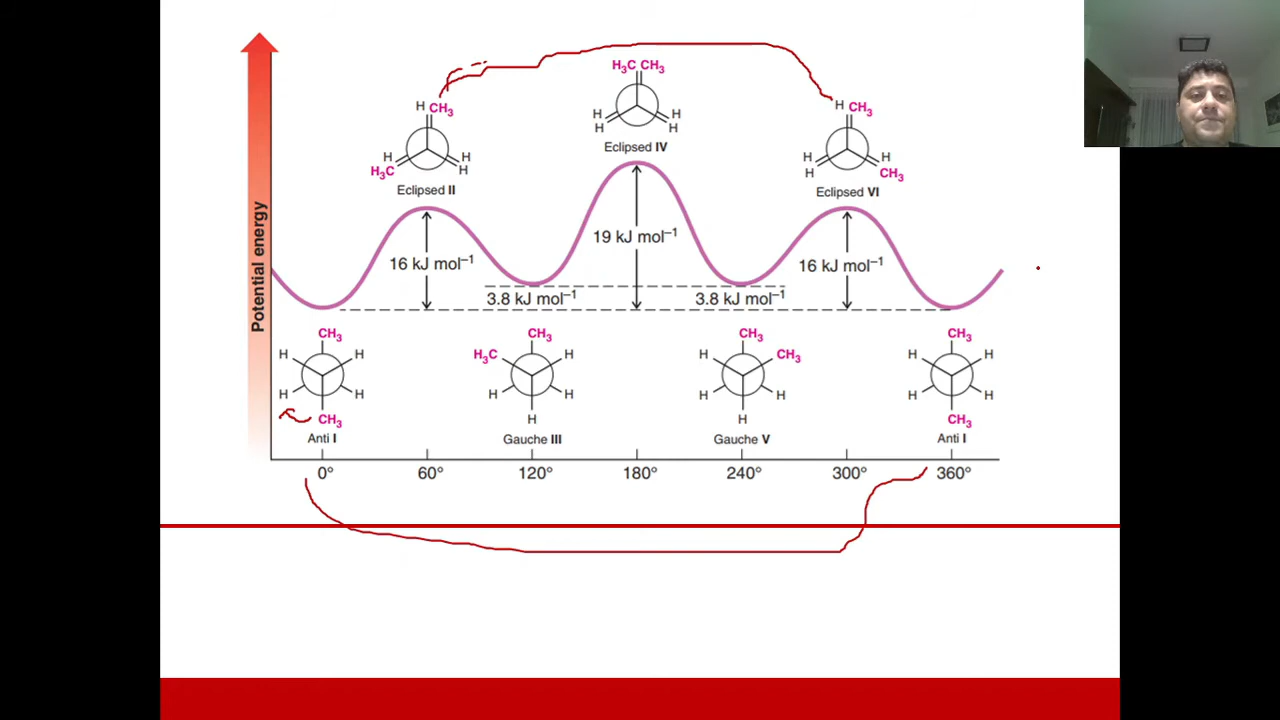 Potential energy
H₃C CH₃
H H
H H
Eclipsed IV
H CH₃
H H
H₃C H
Eclipsed II
H CH₃
H H
H CH₃
Eclipsed VI
16 kJ mol⁻¹
19 kJ mol⁻¹
16 kJ mol⁻¹
3.8 kJ mol⁻¹
3.8 kJ mol⁻¹
CH₃
H H
H H
CH₃
Anti I
CH₃
H₃C H
H H
H
Gauche III
CH₃
H CH₃
H H
H
Gauche V
CH₃
H H
H H
CH₃
Anti I
0° 60° 120° 180° 240° 300° 360°